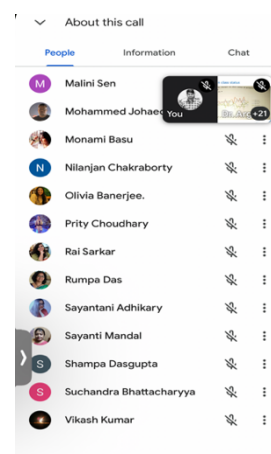 About this call
People Information Chat
M Malini Sen
Mohammed Johaed
You +21
Monami Basu
N Nilanjan Chakraborty
Olivia Banerjee.
Prity Choudhary
Rai Sarkar
Rumpa Das
Sayantani Adhikary
Sayanti Mandal
S Shampa Dasgupta
S Suchandra Bhattacharyya
Vikash Kumar